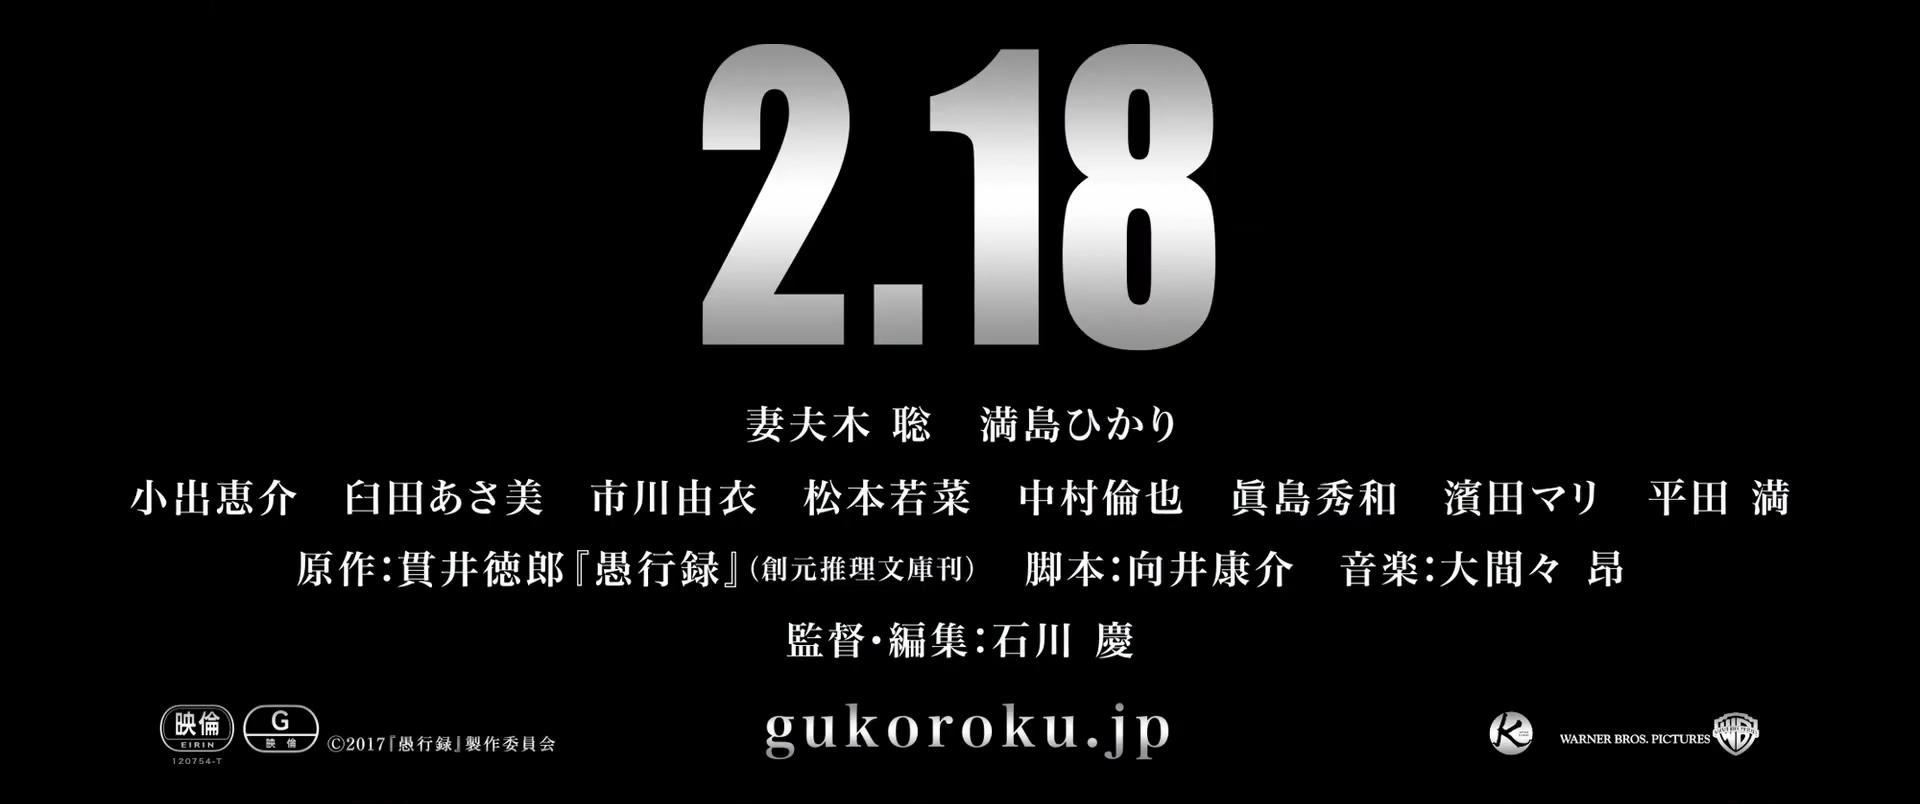 2.18
妻夫木 聡　満島ひかり
小出恵介　臼田あさ美　市川由衣　松本若菜　中村倫也　眞島秀和　濱田マリ　平田 満
原作：貫井徳郎『愚行録』（創元推理文庫刊）　脚本：向井康介　音楽：大間々 昂
監督・編集：石川 慶
gukoroku.jp
映倫
EIRIN
120754-T
G
映倫
©2017『愚行録』製作委員会
K
WARNER BROS. PICTURES
WB